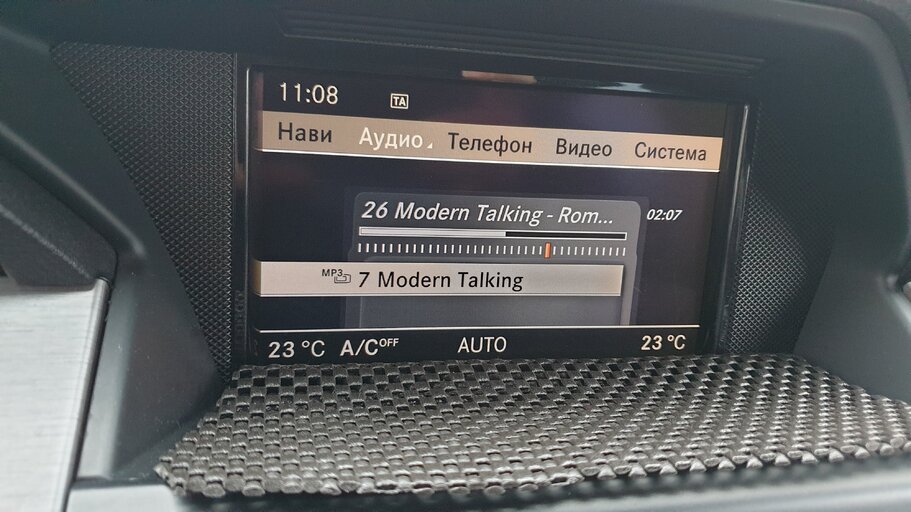 11:08 TA
Нави Аудио Телефон Видео Система
26 Modern Talking - Rom... 02:07
MP3 7 Modern Talking
23 °C A/C OFF AUTO 23 °C